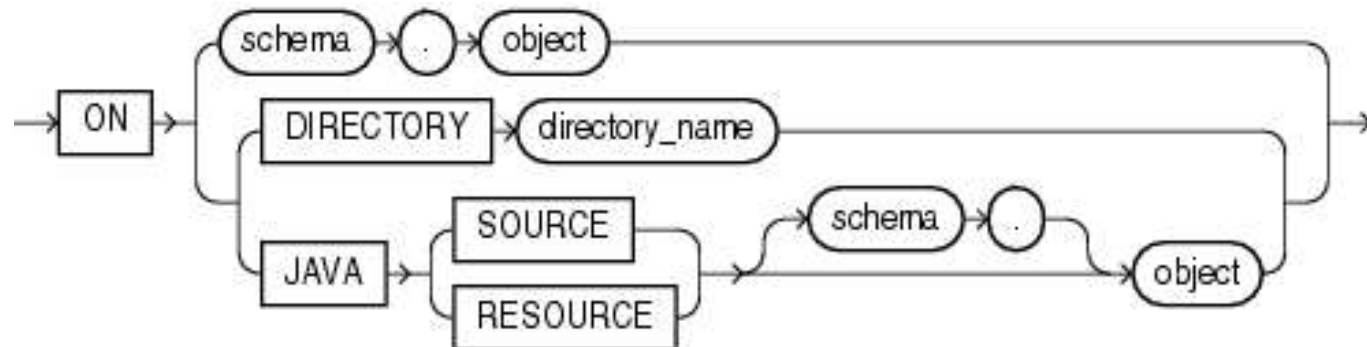 schema . object
ON
DIRECTORY directory_name
SOURCE
schema .
JAVA
object
RESOURCE